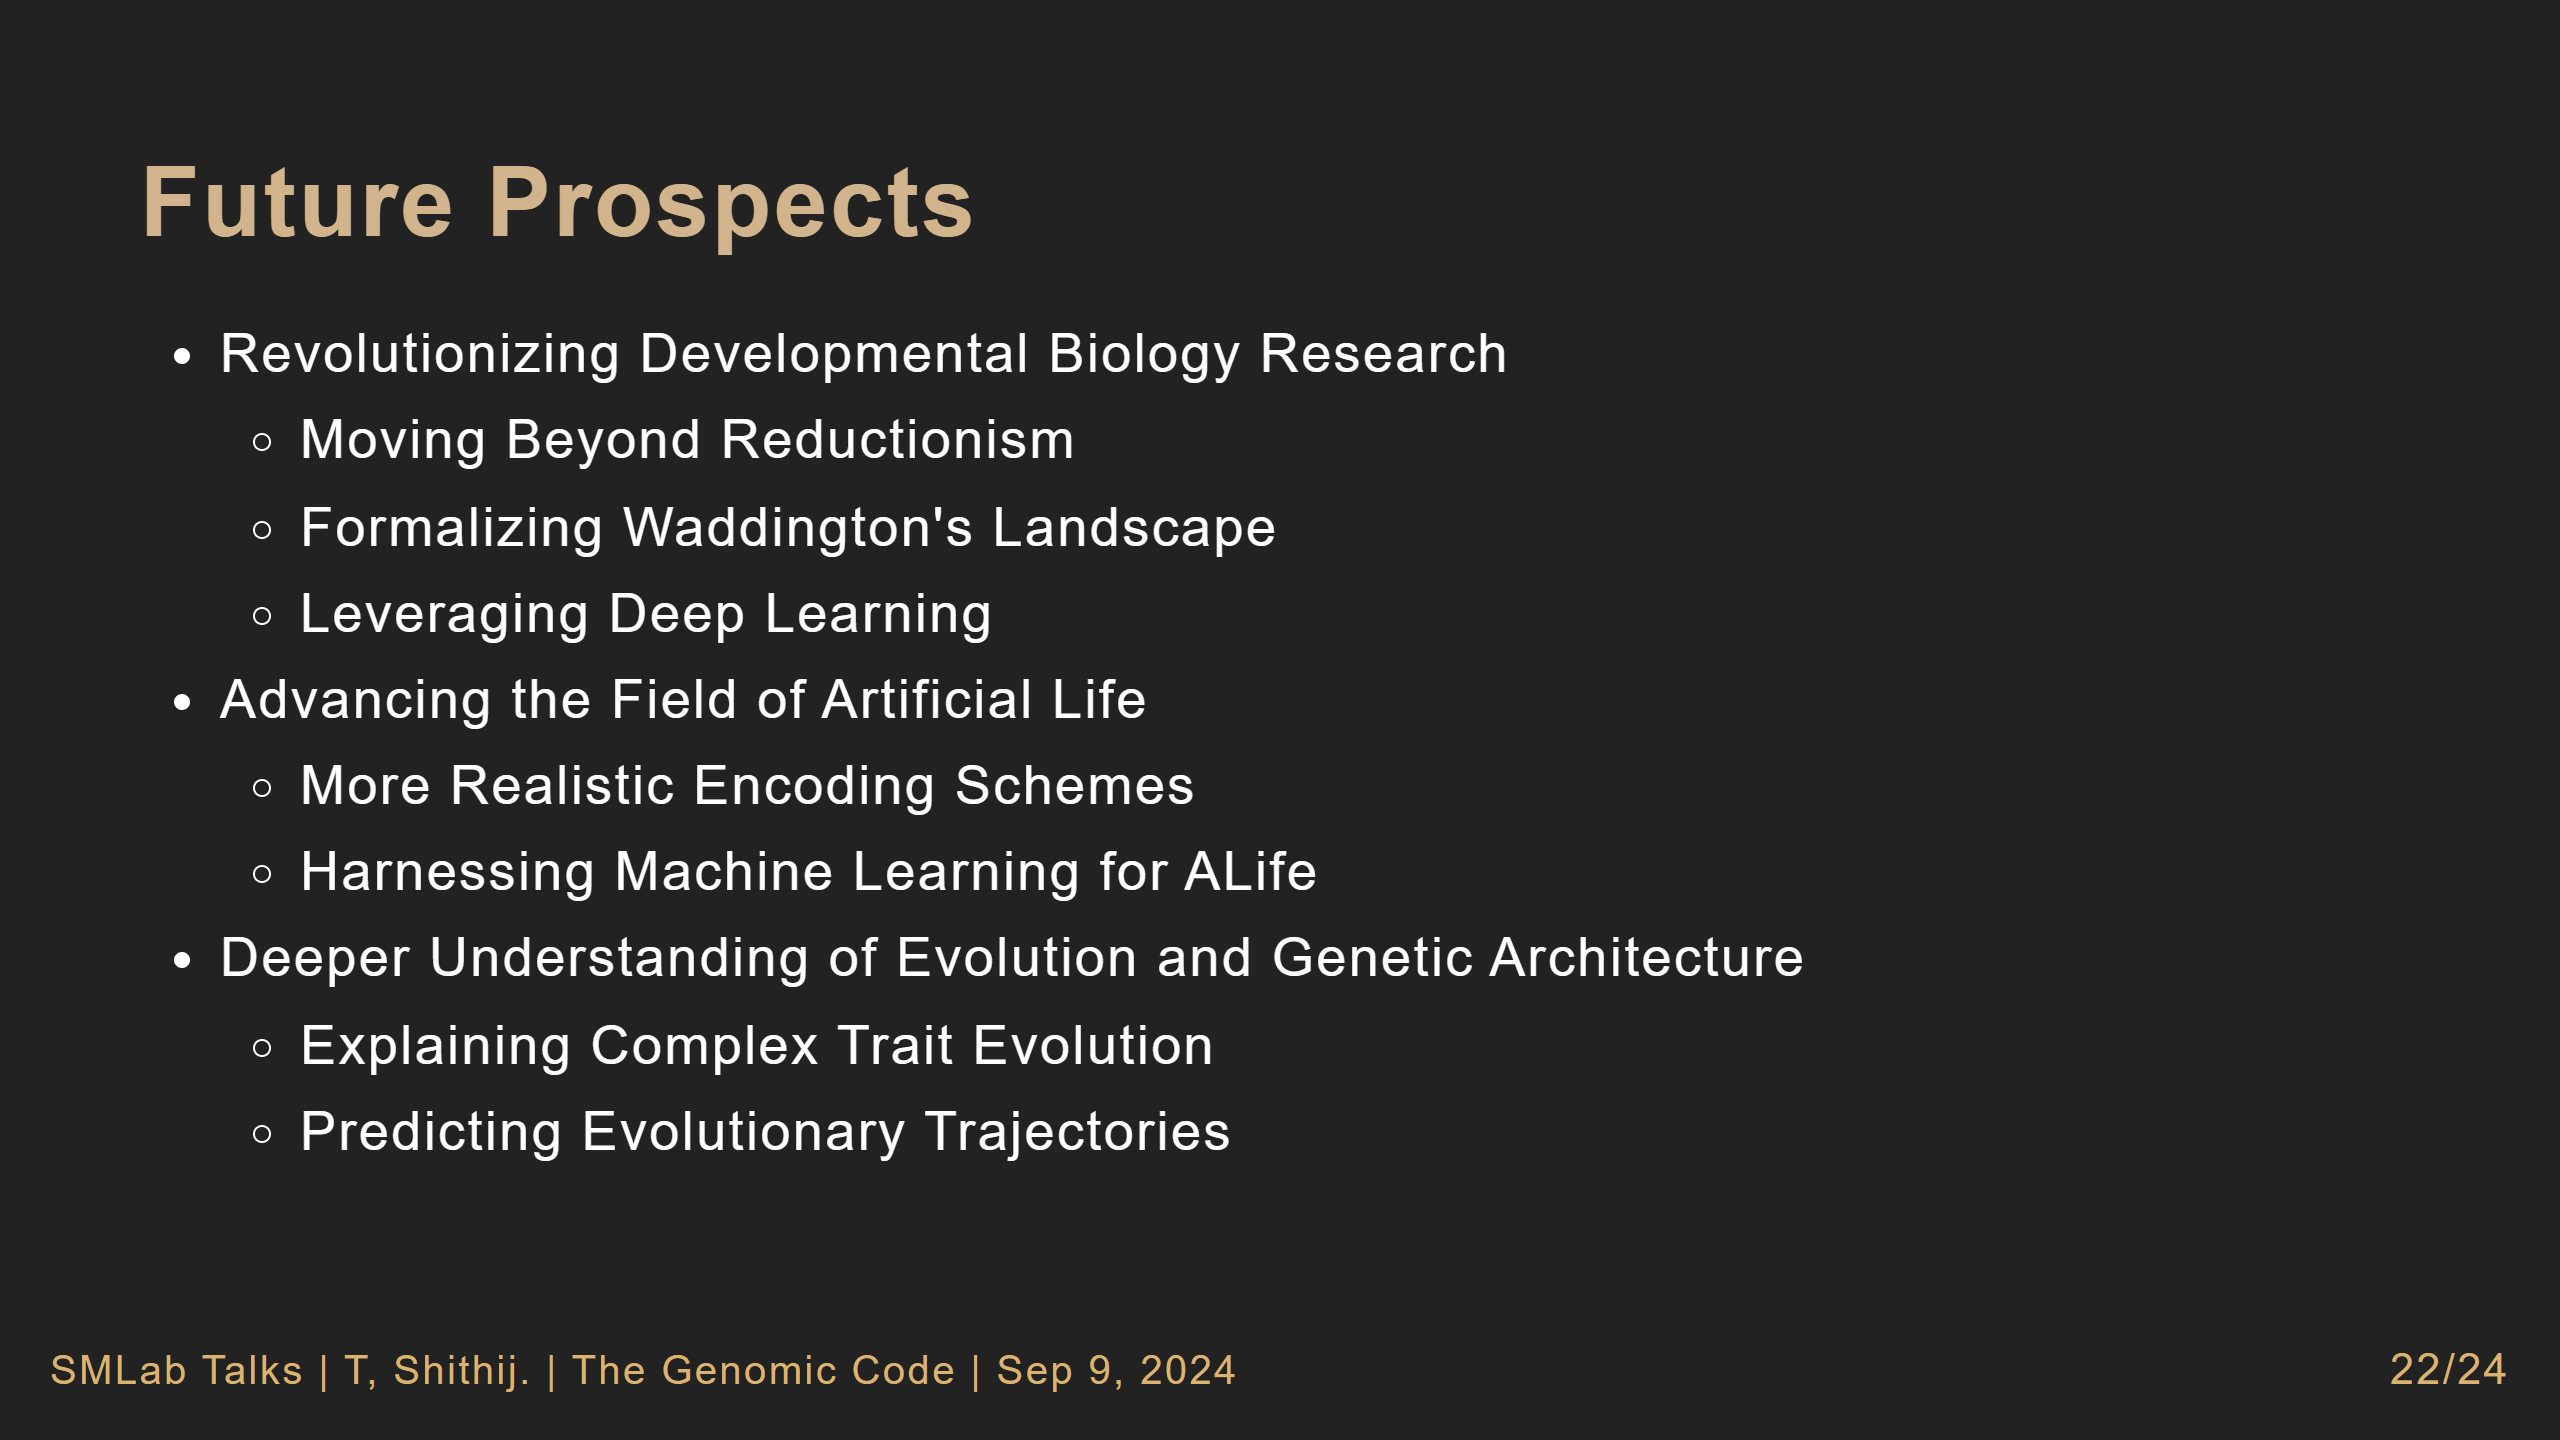 Future Prospects
• Revolutionizing Developmental Biology Research
◦ Moving Beyond Reductionism
◦ Formalizing Waddington's Landscape
◦ Leveraging Deep Learning
• Advancing the Field of Artificial Life
◦ More Realistic Encoding Schemes
◦ Harnessing Machine Learning for ALife
• Deeper Understanding of Evolution and Genetic Architecture
◦ Explaining Complex Trait Evolution
◦ Predicting Evolutionary Trajectories
SMLab Talks | T, Shithij. | The Genomic Code | Sep 9, 2024
22/24